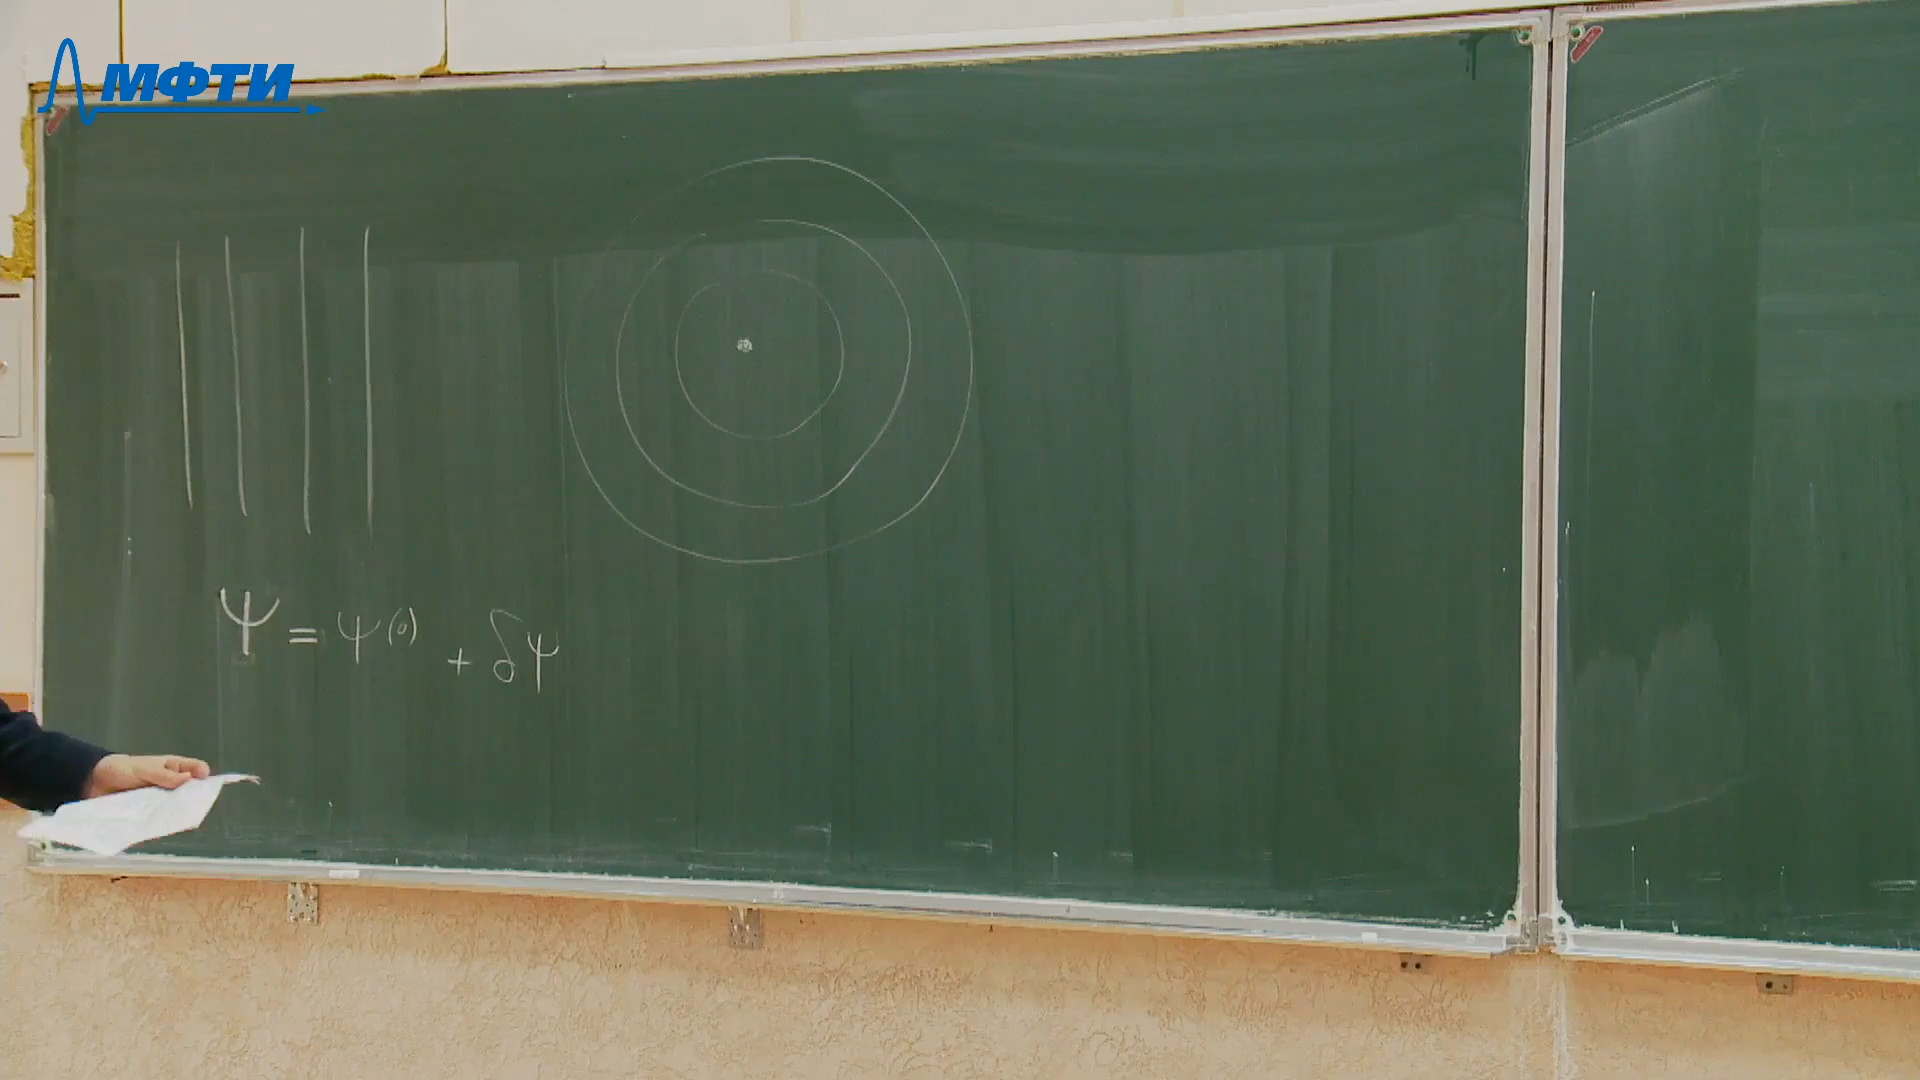 МФТИ
Ψ = ψ(0) + δψ